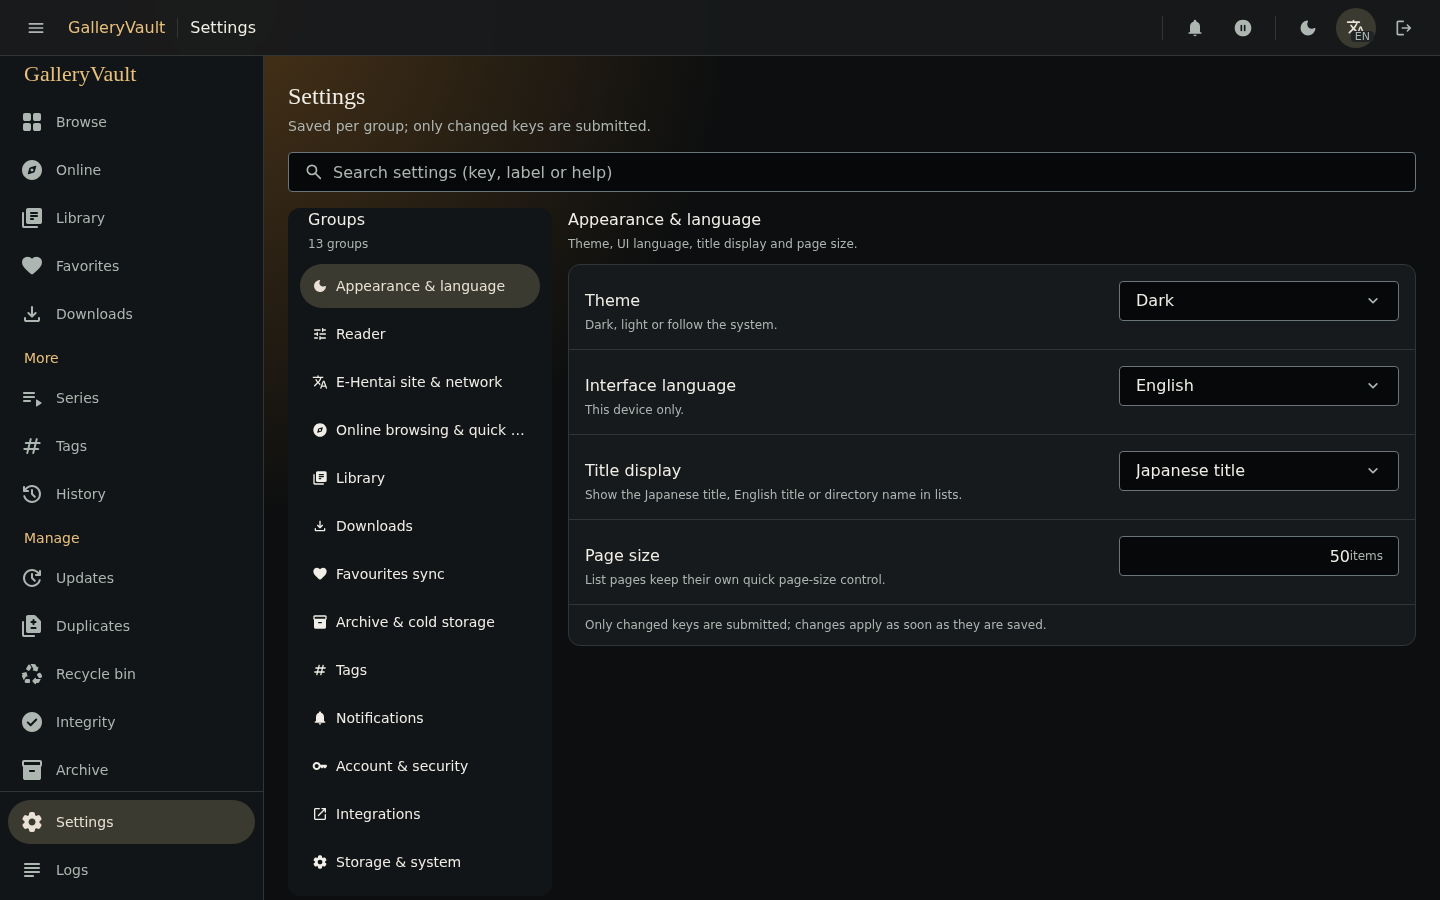 GalleryVault
Settings
EN
GalleryVault
Browse
Online
Library
Favorites
Downloads
More
Series
Tags
History
Manage
Updates
Duplicates
Recycle bin
Integrity
Archive
Settings
Logs
Settings
Saved per group; only changed keys are submitted.
Search settings (key, label or help)
Groups
13 groups
Appearance & language
Reader
E-Hentai site & network
Online browsing & quick ...
Library
Downloads
Favourites sync
Archive & cold storage
Tags
Notifications
Account & security
Integrations
Storage & system
Appearance & language
Theme, UI language, title display and page size.
Theme
Dark, light or follow the system.
Dark
Interface language
This device only.
English
Title display
Show the Japanese title, English title or directory name in lists.
Japanese title
Page size
List pages keep their own quick page-size control.
50 items
Only changed keys are submitted; changes apply as soon as they are saved.